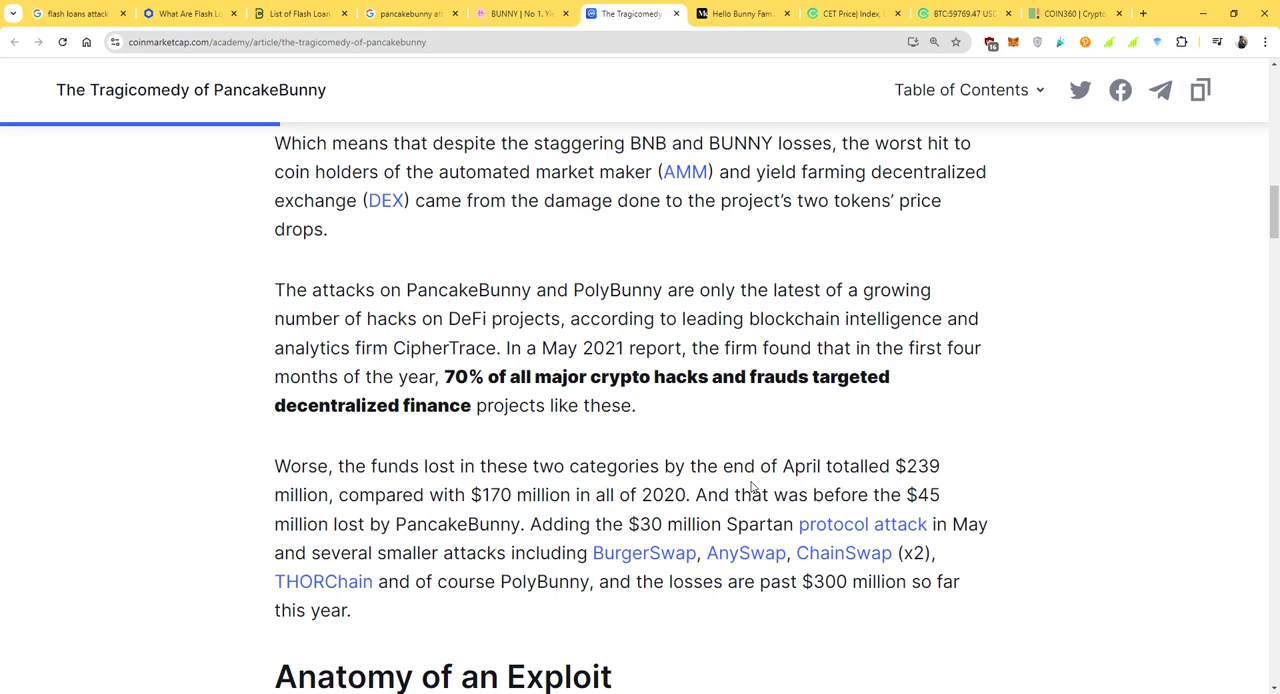 flash loans attack
What Are Flash L
List of Flash Loan
pancakebunny att
BUNNY | No 1. Yie
The Tragicomedy
Hello Bunny Fam
CET Price| Index, L
BTC:59769.47 USD
COIN360 | Crypto
coinmarketcap.com/academy/article/the-tragicomedy-of-pancakebunny
16
The Tragicomedy of PancakeBunny
Table of Contents
Which means that despite the staggering BNB and BUNNY losses, the worst hit to
coin holders of the automated market maker (AMM) and yield farming decentralized
exchange (DEX) came from the damage done to the project’s two tokens’ price
drops.
The attacks on PancakeBunny and PolyBunny are only the latest of a growing
number of hacks on DeFi projects, according to leading blockchain intelligence and
analytics firm CipherTrace. In a May 2021 report, the firm found that in the first four
months of the year, 70% of all major crypto hacks and frauds targeted
decentralized finance projects like these.
Worse, the funds lost in these two categories by the end of April totalled $239
million, compared with $170 million in all of 2020. And that was before the $45
million lost by PancakeBunny. Adding the $30 million Spartan protocol attack in May
and several smaller attacks including BurgerSwap, AnySwap, ChainSwap (x2),
THORChain and of course PolyBunny, and the losses are past $300 million so far
this year.
Anatomy of an Exploit